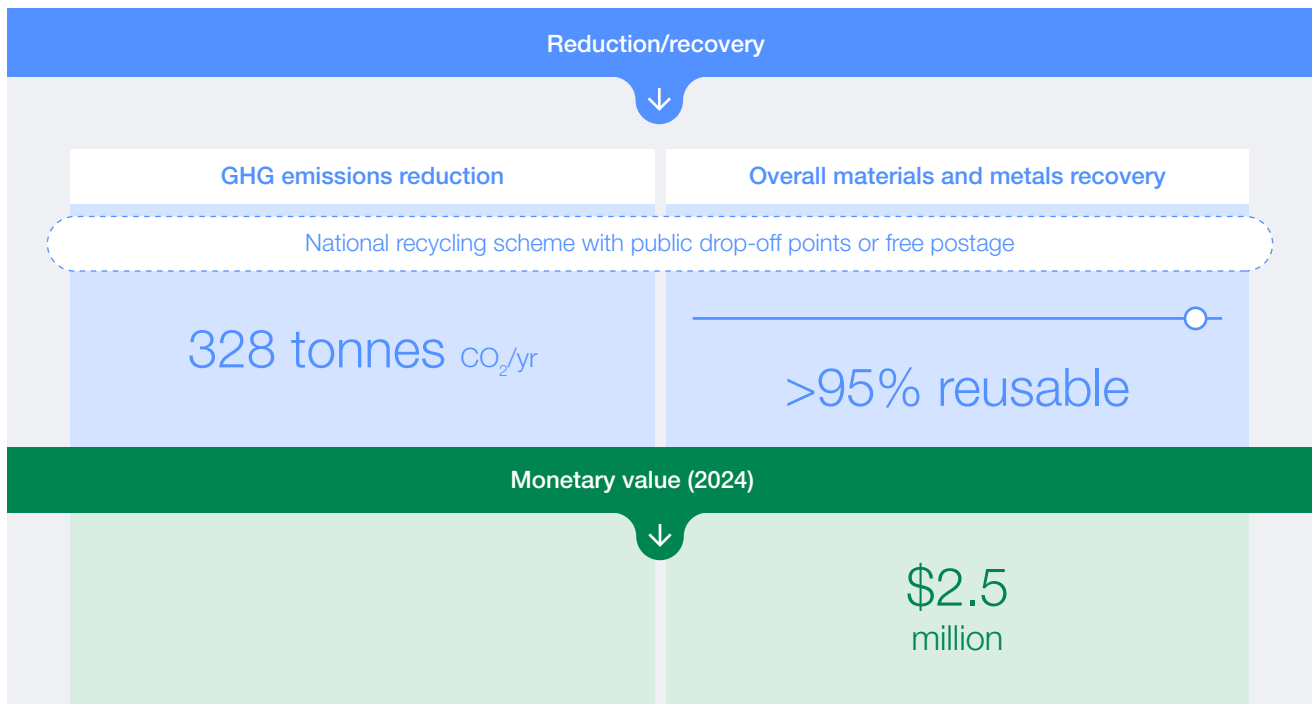 Reduction/recovery
GHG emissions reduction
Overall materials and metals recovery
National recycling scheme with public drop-off points or free postage
328 tonnes CO₂/yr
>95% reusable
Monetary value (2024)
$2.5
million